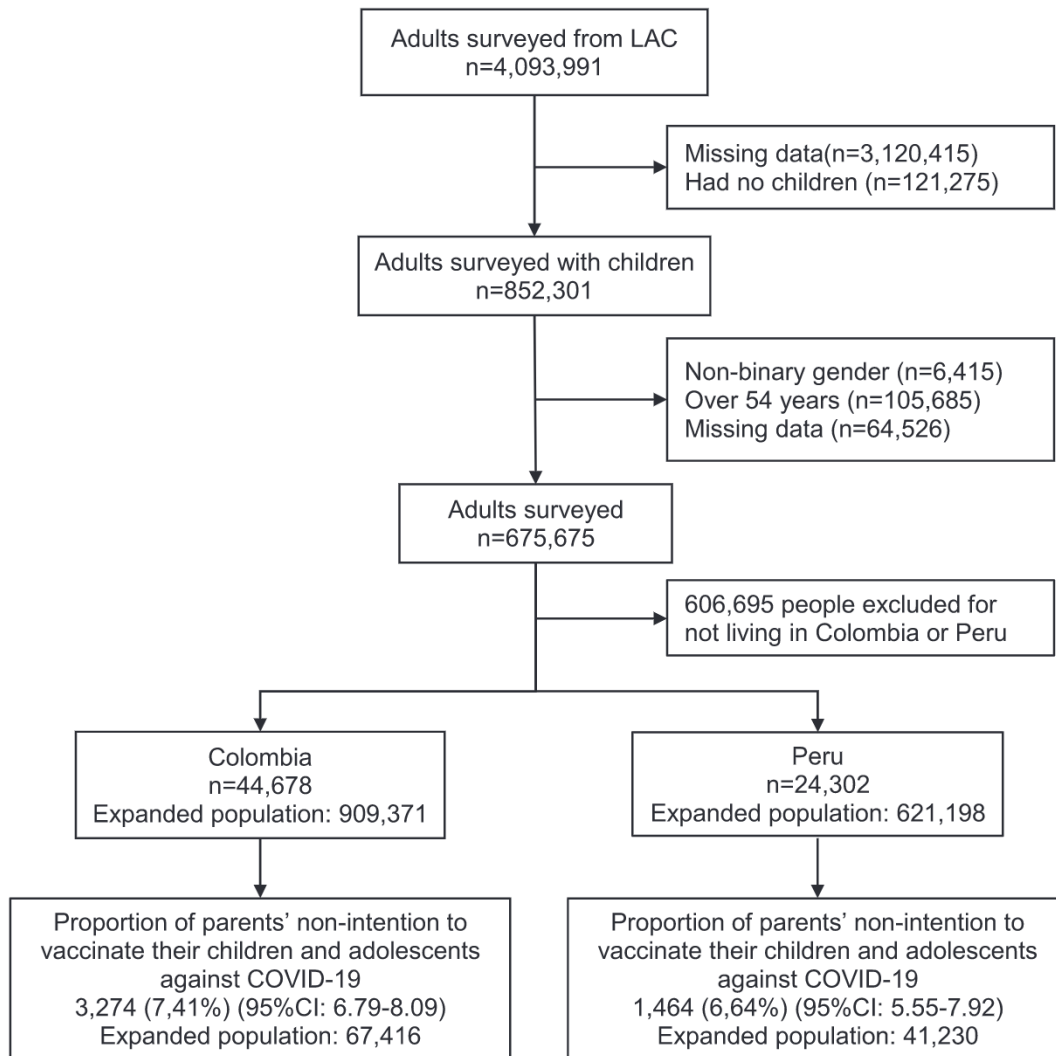 Adults surveyed from LAC
n=4,093,991
Missing data(n=3,120,415)
Had no children (n=121,275)
Adults surveyed with children
n=852,301
Non-binary gender (n=6,415)
Over 54 years (n=105,685)
Missing data (n=64,526)
Adults surveyed
n=675,675
606,695 people excluded for
not living in Colombia or Peru
Colombia
n=44,678
Expanded population: 909,371
Peru
n=24,302
Expanded population: 621,198
Proportion of parents’ non-intention to
vaccinate their children and adolescents
against COVID-19
3,274 (7,41%) (95%CI: 6.79-8.09)
Expanded population: 67,416
Proportion of parents’ non-intention to
vaccinate their children and adolescents
against COVID-19
1,464 (6,64%) (95%CI: 5.55-7.92)
Expanded population: 41,230